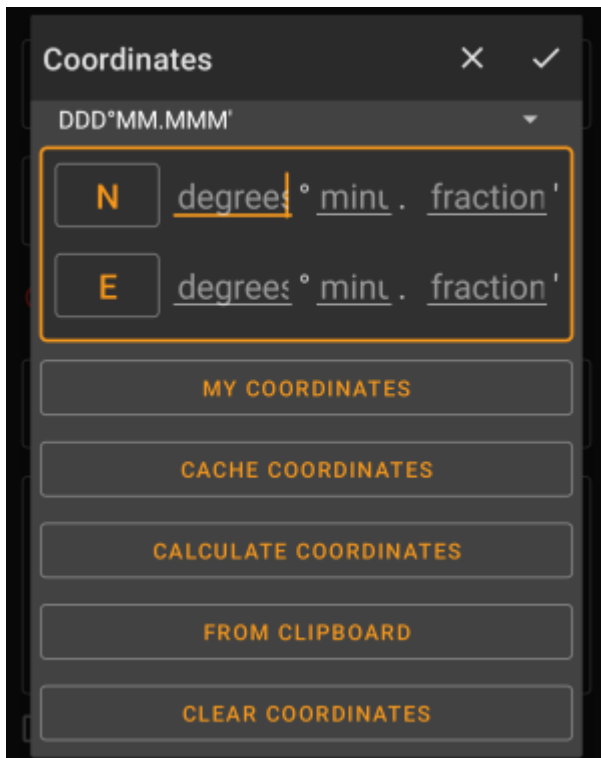 Coordinates
DDD°MM.MMM'
N degrees ° minu . fraction '
E degrees ° minu . fraction '
MY COORDINATES
CACHE COORDINATES
CALCULATE COORDINATES
FROM CLIPBOARD
CLEAR COORDINATES